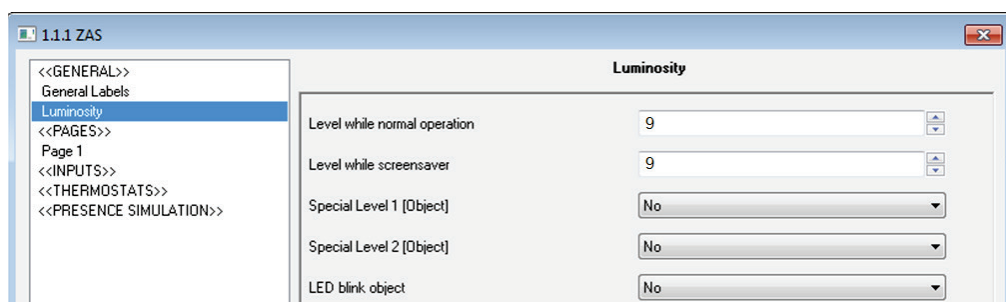 1.1.1 ZAS
<<GENERAL>>
General Labels
Luminosity
<<PAGES>>
Page 1
<<INPUTS>>
<<THERMOSTATS>>
<<PRESENCE SIMULATION>>
Luminosity
Level while normal operation 9
Level while screensaver 9
Special Level 1 [Object] No
Special Level 2 [Object] No
LED blink object No